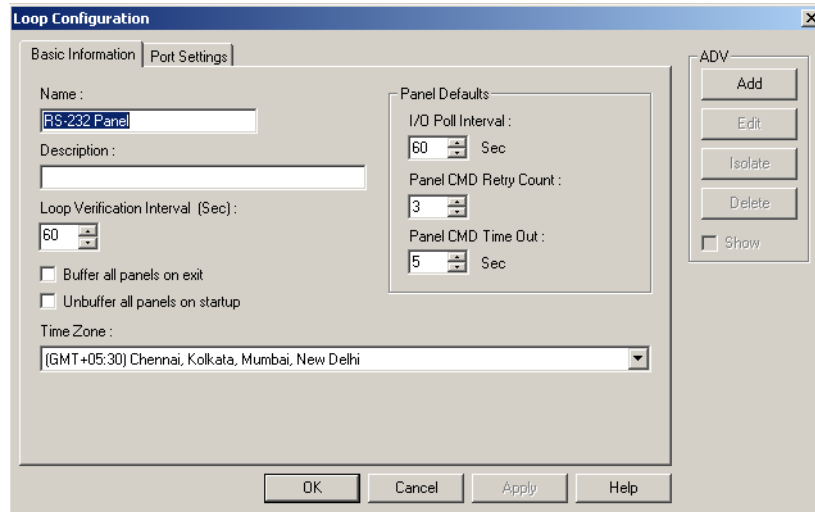 Loop Configuration
Basic Information
Port Settings
Name :
RS-232 Panel
Description :
Loop Verification Interval (Sec) :
60
Buffer all panels on exit
Unbuffer all panels on startup
Time Zone :
(GMT+05:30) Chennai, Kolkata, Mumbai, New Delhi
Panel Defaults
I/O Poll Interval :
60 Sec
Panel CMD Retry Count :
3
Panel CMD Time Out :
5 Sec
ADV
Add
Edit
Isolate
Delete
Show
OK
Cancel
Apply
Help